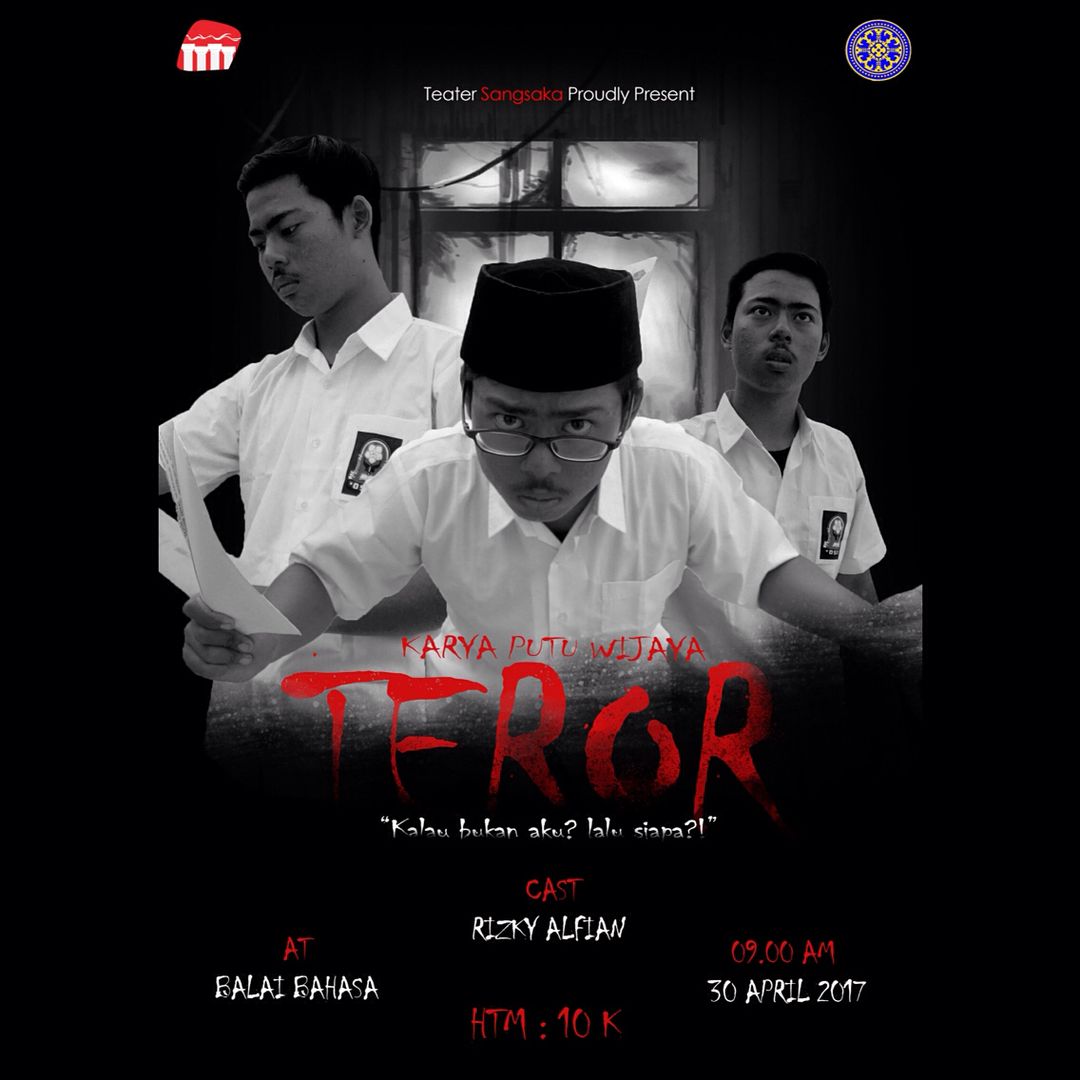 Teater Sangsaka Proudly Present
KARYA PUTU WIJAYA
TEROR
“Kalau bukan aku? lalu siapa?!”
CAST
RIZKY ALFIAN
AT
BALAI BAHASA
09.00 AM
30 APRIL 2017
HTM : 10 K